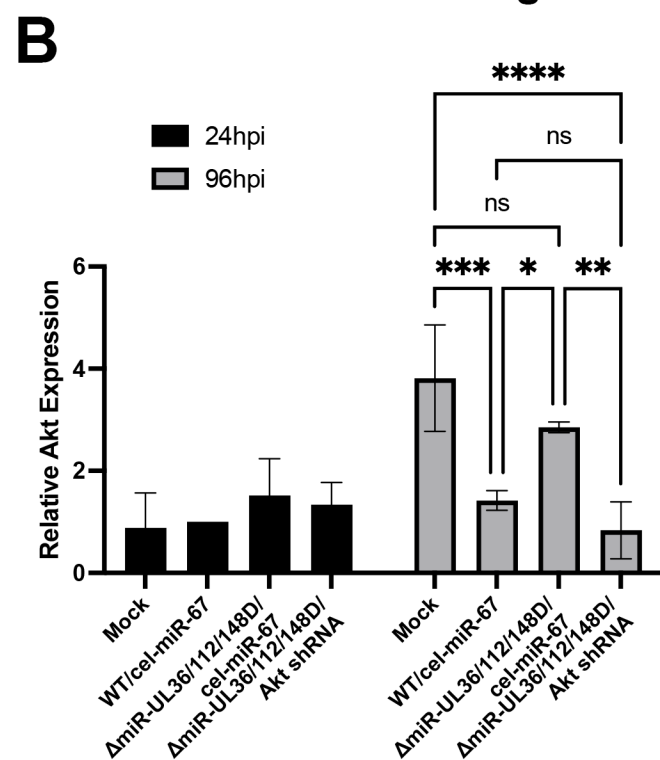 B
24hpi
96hpi
****
ns
ns
*** * **
Relative Akt Expression
6
4
2
0
Mock
WT/cel-miR-67
ΔmiR-UL36/112/148D/
cel-miR-67
ΔmiR-UL36/112/148D/
Akt shRNA
Mock
WT/cel-miR-67
ΔmiR-UL36/112/148D/
cel-miR-67
ΔmiR-UL36/112/148D/
Akt shRNA